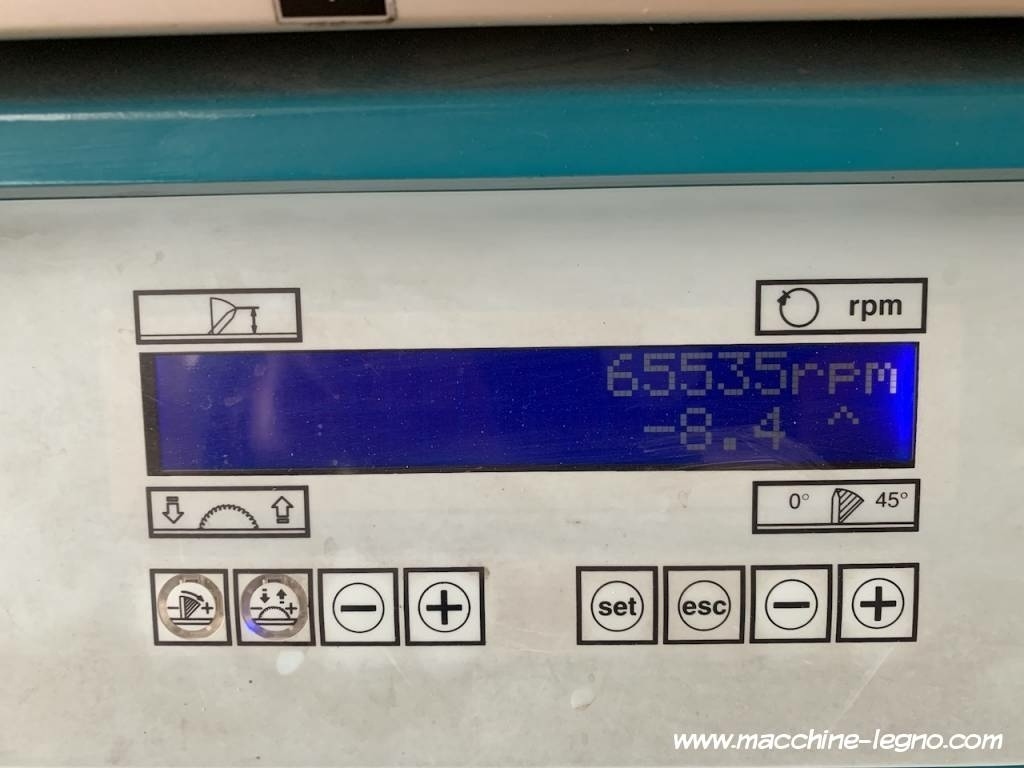 rpm
65535rpm
-8.4 ^
0° 45°
set esc
www.macchine-legno.com